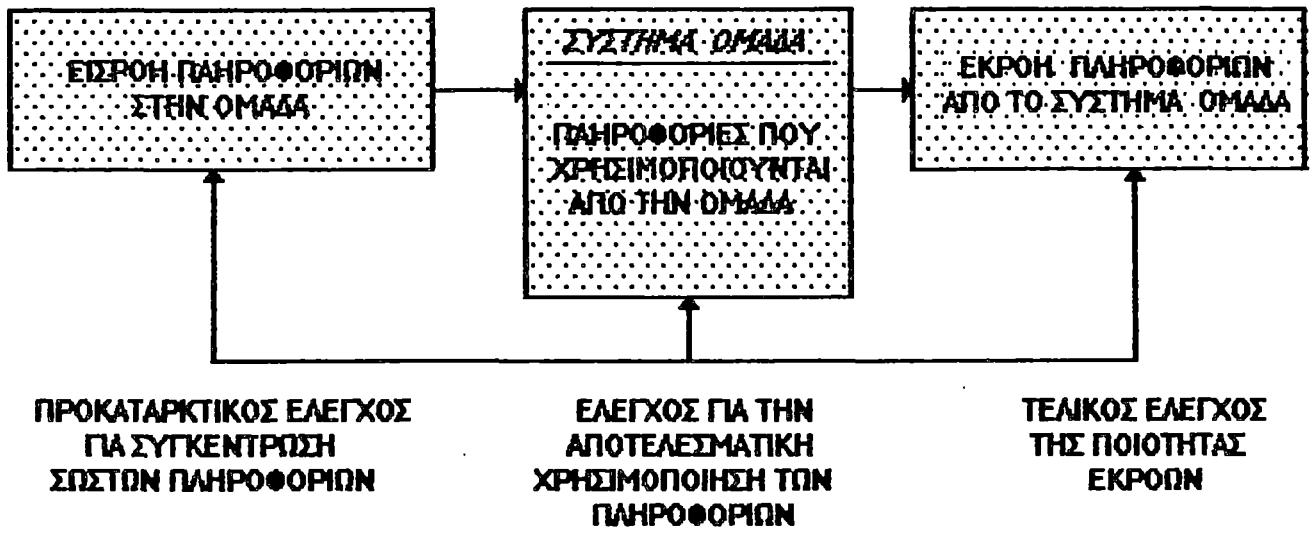 ΕΙΣΡΟΗ ΠΛΗΡΟΦΟΡΙΩΝ
ΣΤΗΝ ΟΜΑΔΑ
ΣΥΣΤΗΜΑ ΟΜΑΔΑ
ΠΛΗΡΟΦΟΡΙΕΣ ΠΟΥ
ΧΡΗΣΙΜΟΠΟΙΟΥΝΤΑΙ
ΑΠΟ ΤΗΝ ΟΜΑΔΑ
ΕΚΡΟΗ ΠΛΗΡΟΦΟΡΙΩΝ
ΑΠΟ ΤΟ ΣΥΣΤΗΜΑ ΟΜΑΔΑ
ΠΡΟΚΑΤΑΡΚΤΙΚΟΣ ΕΛΕΓΧΟΣ
ΓΙΑ ΣΥΓΚΕΝΤΡΩΣΗ
ΣΩΣΤΩΝ ΠΛΗΡΟΦΟΡΙΩΝ
ΕΛΕΓΧΟΣ ΓΙΑ ΤΗΝ
ΑΠΟΤΕΛΕΣΜΑΤΙΚΗ
ΧΡΗΣΙΜΟΠΟΙΗΣΗ ΤΩΝ
ΠΛΗΡΟΦΟΡΙΩΝ
ΤΕΛΙΚΟΣ ΕΛΕΓΧΟΣ
ΤΗΣ ΠΟΙΟΤΗΤΑΣ
ΕΚΡΟΩΝ